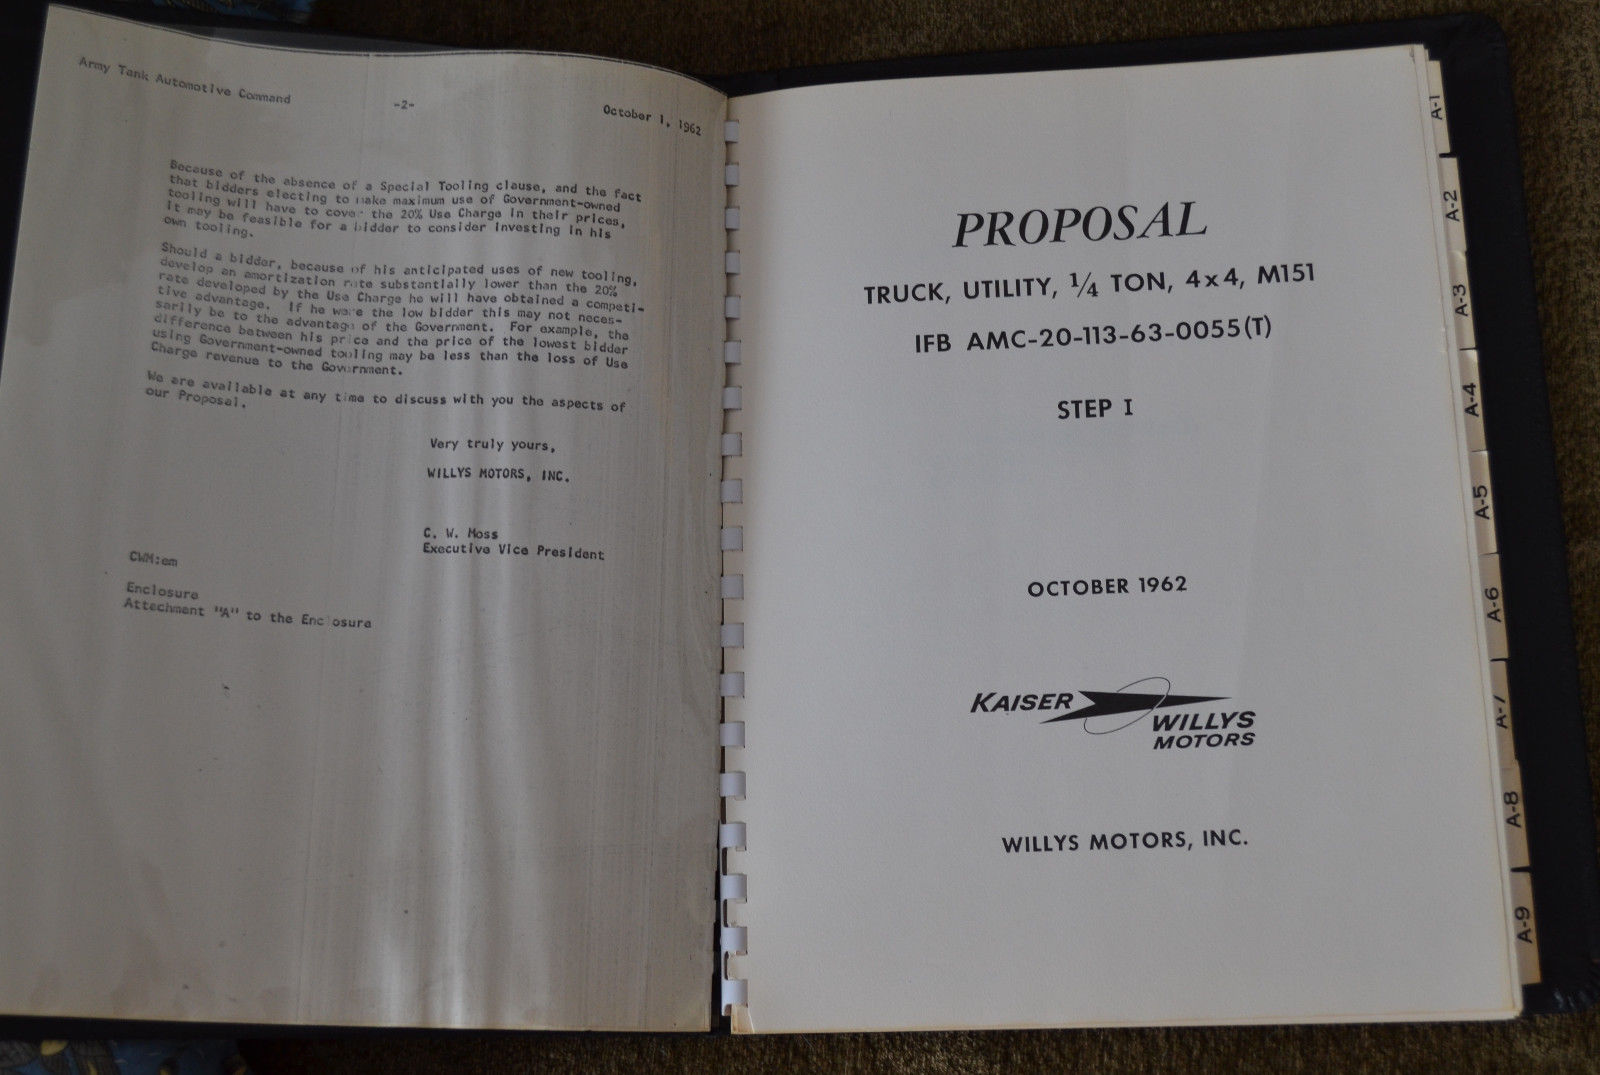 Army Tank Automotive Command -2- October 1, 1962
Because of the absence of a Special Tooling clause, and the fact
that bidders electing to make maximum use of Government-owned
tooling will have to cover the 20% Use Charge in their prices,
it may be feasible for a bidder to consider investing in his
own tooling.
Should a bidder, because of his anticipated uses of new tooling,
develop an amortization rate substantially lower than the 20%
rate developed by the Use Charge he will have obtained a competi-
tive advantage. If he were the low bidder this may not neces-
sarily be to the advantage of the Government. For example, the
difference between his price and the price of the lowest bidder
using Government-owned tooling may be less than the loss of Use
Charge revenue to the Government.
We are available at any time to discuss with you the aspects of
our Proposal.
Very truly yours,
WILLYS MOTORS, INC.
C. W. Moss
Executive Vice President
CWM:em
Enclosure
Attachment "A" to the Enclosure
PROPOSAL
TRUCK, UTILITY, 1/4 TON, 4x4, M151
IFB AMC-20-113-63-0055(T)
STEP I
OCTOBER 1962
KAISER
WILLYS
MOTORS
WILLYS MOTORS, INC.
A-1
A-2
A-3
A-4
A-5
A-6
A-7
A-8
A-9